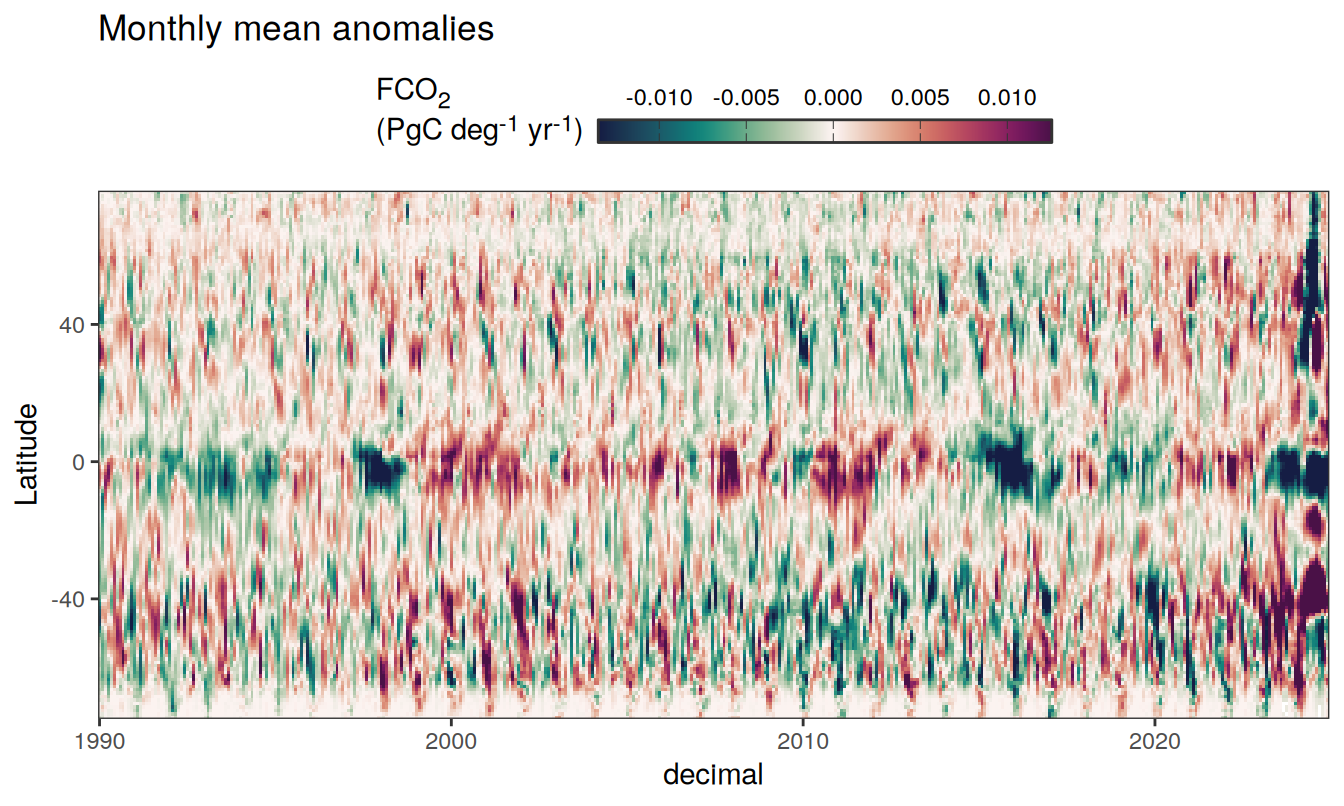 Monthly mean anomalies
FCO₂
(PgC deg⁻¹ yr⁻¹)
-0.010 -0.005 0.000 0.005 0.010
Latitude
40
0
-40
1990 2000 2010 2020
decimal